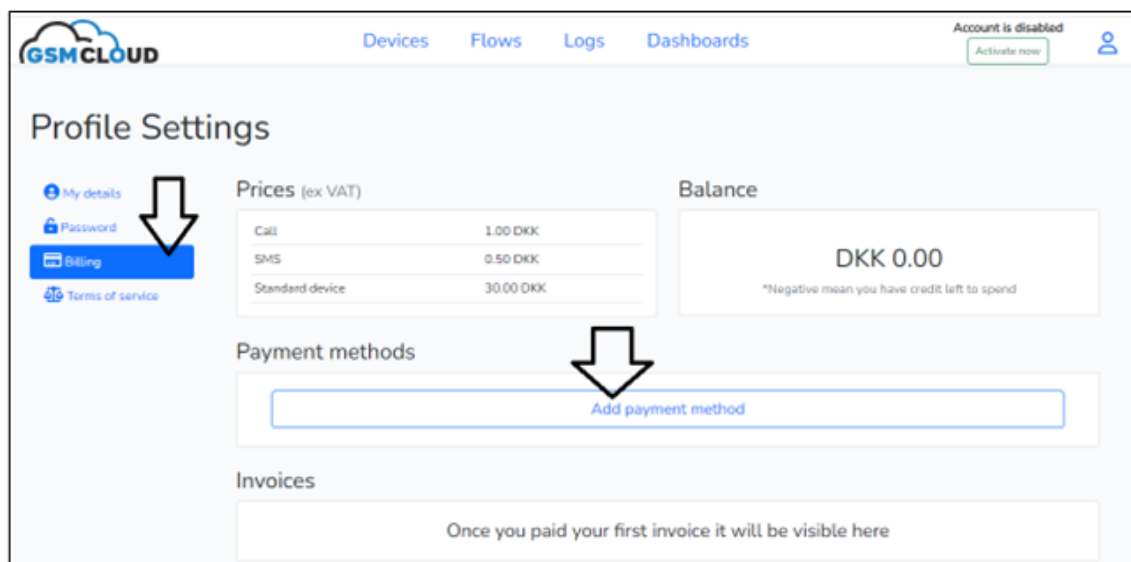 GSMCLOUD
Devices Flows Logs Dashboards
Account is disabled
Activate now
Profile Settings
My details
Password
Billing
Terms of service
Prices (ex VAT)
Call 1.00 DKK
SMS 0.50 DKK
Standard device 30.00 DKK
Balance
DKK 0.00
*Negative mean you have credit left to spend
Payment methods
Add payment method
Invoices
Once you paid your first invoice it will be visible here